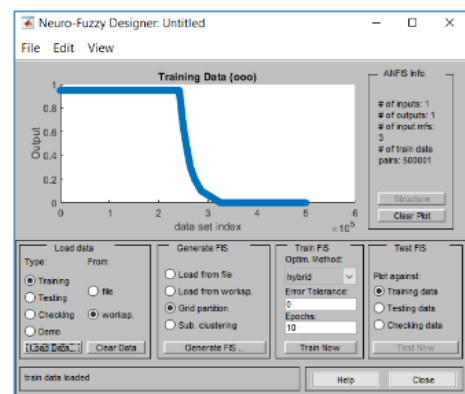 Neuro-Fuzzy Designer: Untitled
File Edit View
Training Data (ooo)
1
0.8
0.6
0.4
0.2
0
Output
0 1 2 3 4 5 6
data set index
×10^5
ANFIS Info.
# of inputs: 1
# of outputs: 1
# of input mfs:
3
# of train data
pairs: 500001
Structure
Clear Plot
Load data
Type: From:
Training
Testing
Checking
Demo
file
worksp.
Load Data...
Clear Data
Generate FIS
Load from file
Load from worksp.
Grid partition
Sub. clustering
Generate FIS ...
Train FIS
Optim. Method:
hybrid
Error Tolerance:
0
Epochs:
10
Train Now
Test FIS
Plot against:
Training data
Testing data
Checking data
Test Now
train data loaded
Help
Close